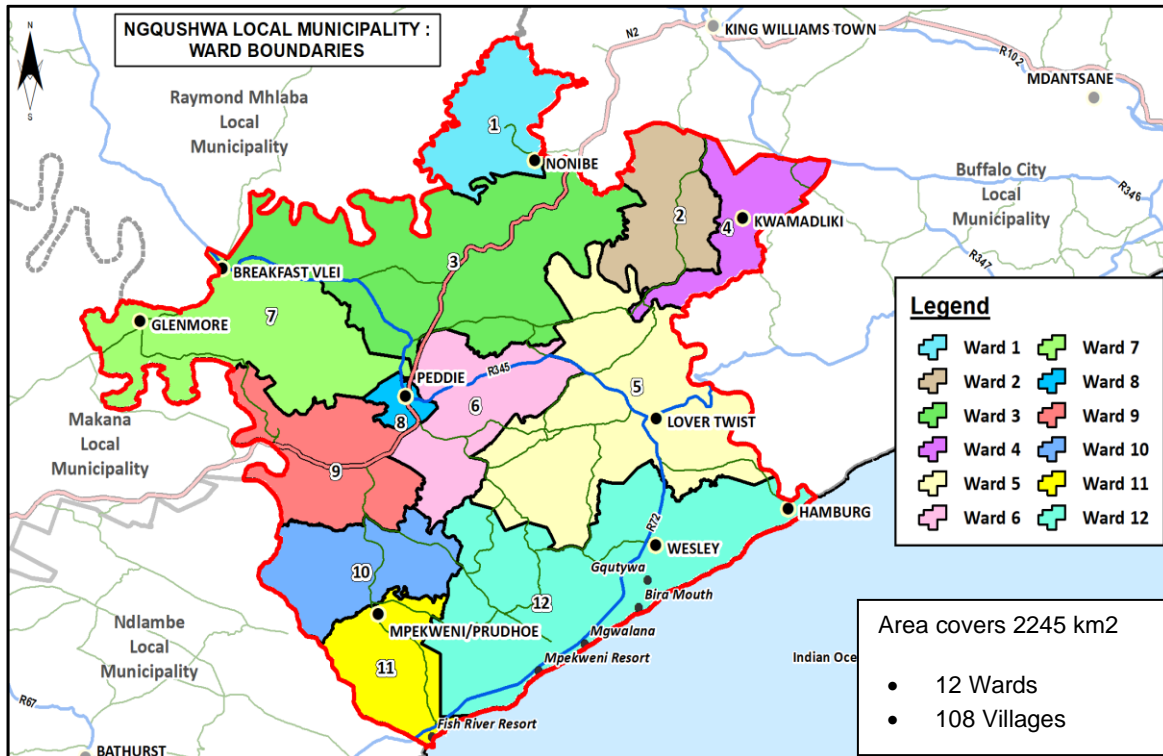 NGQUSHWA LOCAL MUNICIPALITY :
WARD BOUNDARIES
N
S
N2
KING WILLIAMS TOWN
R102
MDANTSANE
Raymond Mhlaba
Local
Municipality
1
NONIBE
Buffalo City
Local
Municipality
R346
2
4
KWAMADLIKI
R347
3
BREAKFAST VLEI
7
GLENMORE
PEDDIE
R345
6
5
8
LOVER TWIST
Makana
Local
Municipality
9
HAMBURG
R72
WESLEY
Gqutywa
Bira Mouth
10
12
MPEKWENI/PRUDHOE
Mgwalana
Mpekweni Resort
11
Ndlambe
Local
Municipality
R67
Fish River Resort
BATHURST
Indian Oce
Legend
Ward 1
Ward 7
Ward 2
Ward 8
Ward 3
Ward 9
Ward 4
Ward 10
Ward 5
Ward 11
Ward 6
Ward 12
Area covers 2245 km2
• 12 Wards
• 108 Villages